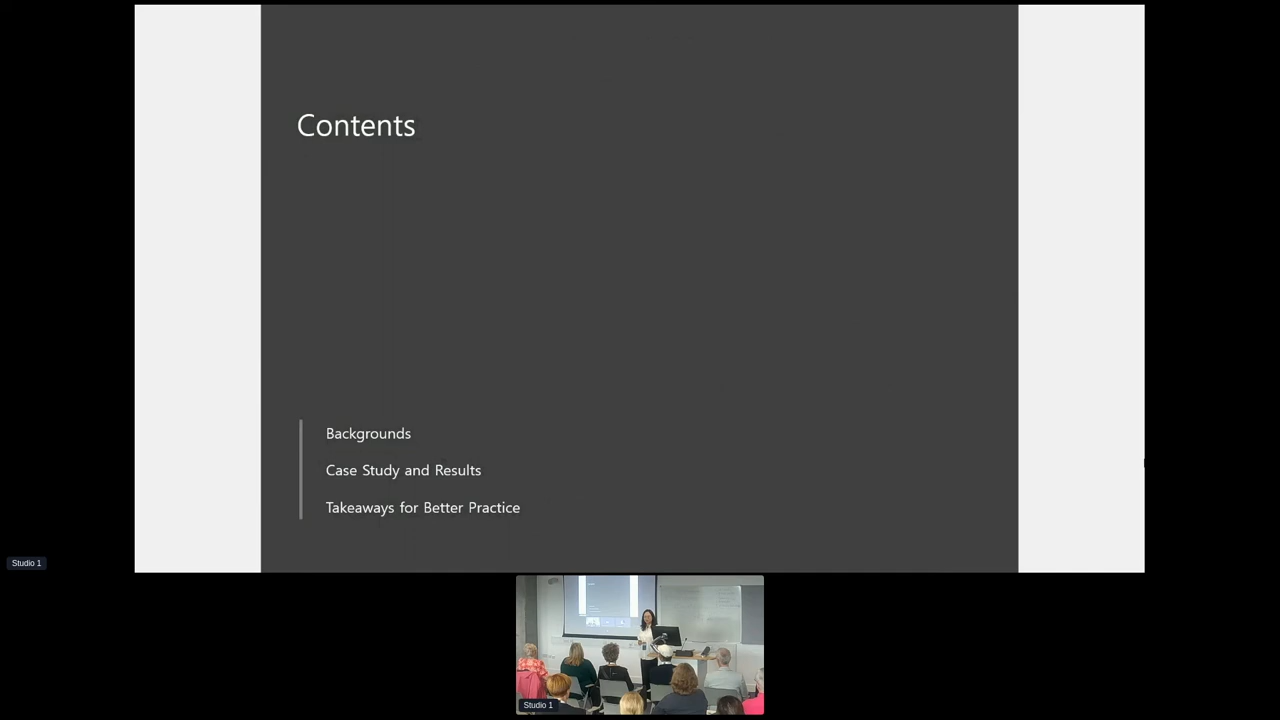 Contents
Backgrounds
Case Study and Results
Takeaways for Better Practice
Studio 1
Studio 1